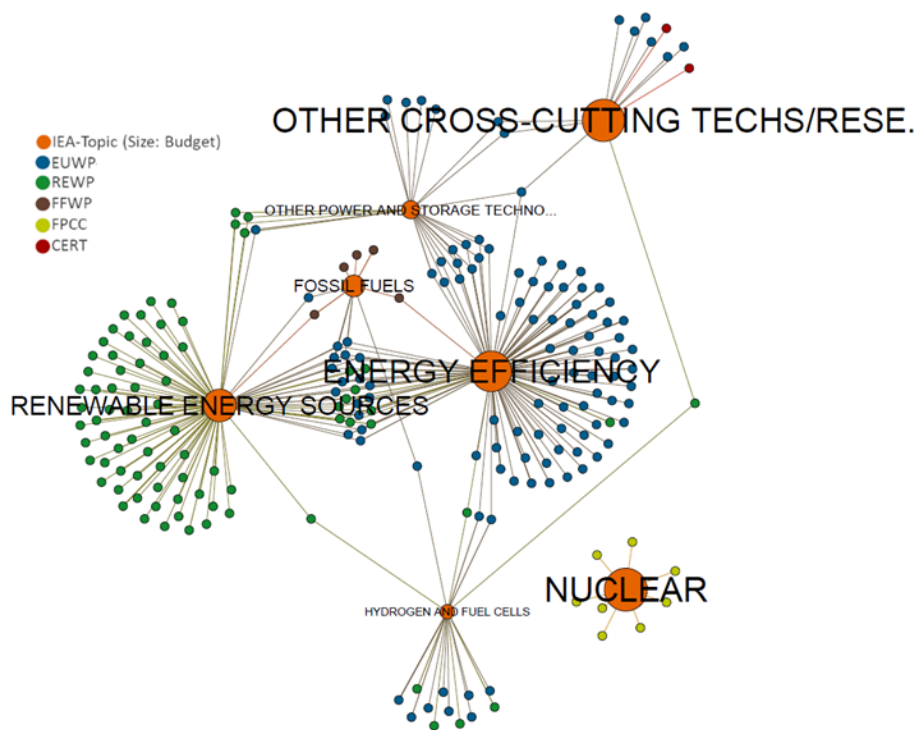 OTHER CROSS-CUTTING TECHS/RESE.
IEA-Topic (Size: Budget)
EUWP
REWP
FFWP
FPCC
CERT
OTHER POWER AND STORAGE TECHNO...
FOSSIL FUELS
ENERGY EFFICIENCY
RENEWABLE ENERGY SOURCES
NUCLEAR
HYDROGEN AND FUEL CELLS